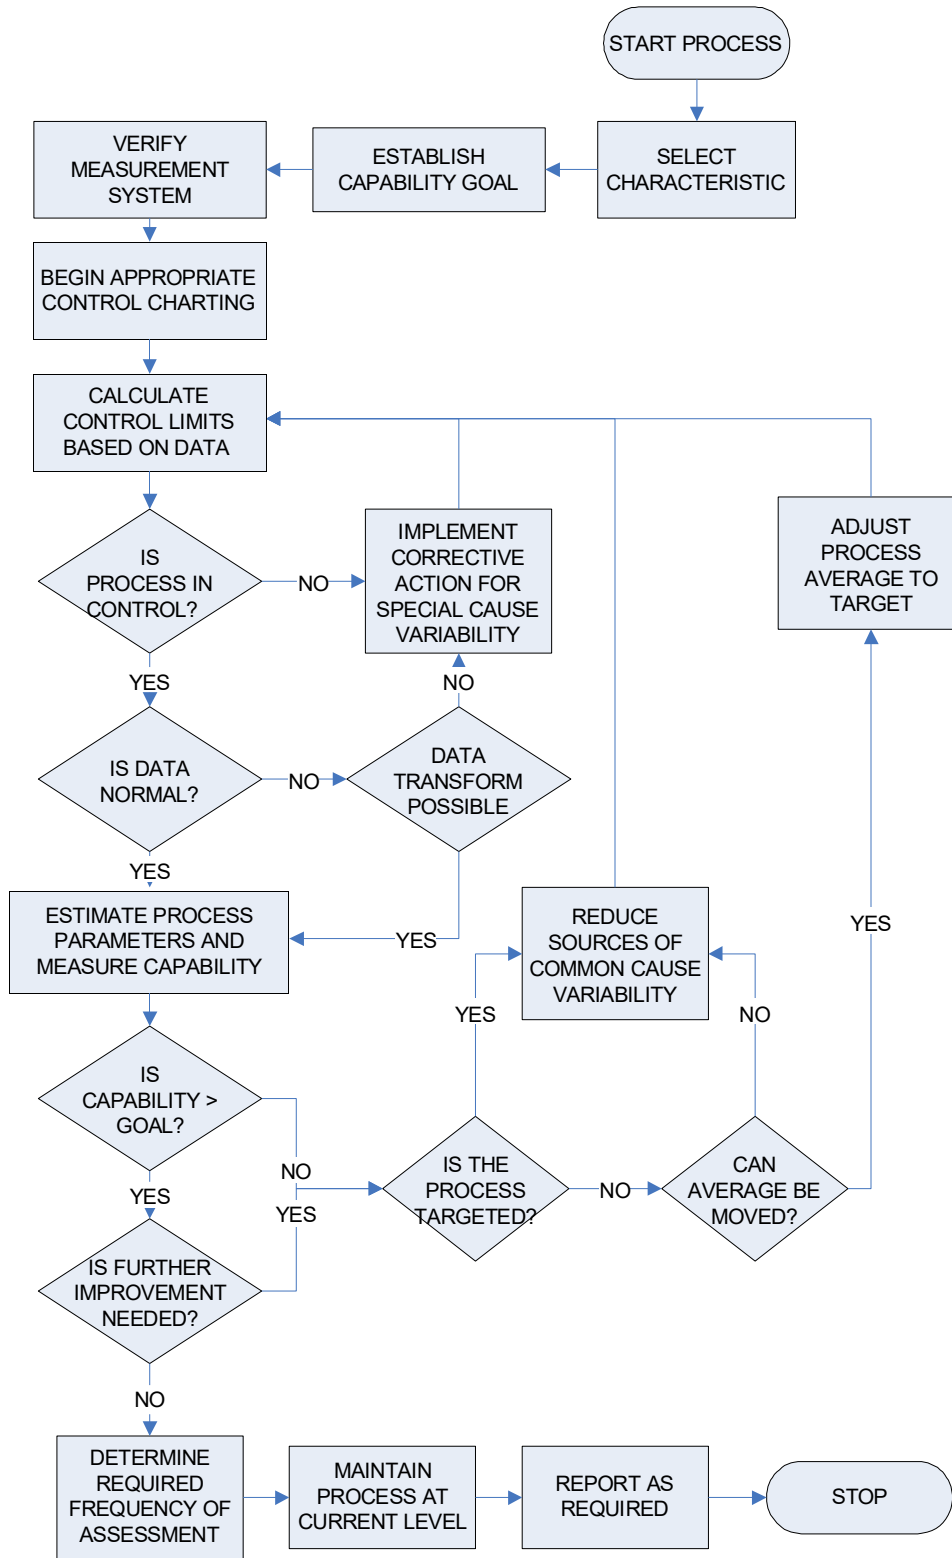 START PROCESS
SELECT
CHARACTERISTIC
ESTABLISH
CAPABILITY GOAL
VERIFY
MEASUREMENT
SYSTEM
BEGIN APPROPRIATE
CONTROL CHARTING
CALCULATE
CONTROL LIMITS
BASED ON DATA
IS
PROCESS IN
CONTROL?
NO
IMPLEMENT
CORRECTIVE
ACTION FOR
SPECIAL CAUSE
VARIABILITY
ADJUST
PROCESS
AVERAGE TO
TARGET
YES
NO
IS DATA
NORMAL?
NO
DATA
TRANSFORM
POSSIBLE
YES
YES
ESTIMATE PROCESS
PARAMETERS AND
MEASURE CAPABILITY
REDUCE
SOURCES OF
COMMON CAUSE
VARIABILITY
YES
YES
NO
IS
CAPABILITY >
GOAL?
NO
YES
YES
IS THE
PROCESS
TARGETED?
NO
CAN
AVERAGE BE
MOVED?
IS FURTHER
IMPROVEMENT
NEEDED?
NO
DETERMINE
REQUIRED
FREQUENCY OF
ASSESSMENT
MAINTAIN
PROCESS AT
CURRENT LEVEL
REPORT AS
REQUIRED
STOP